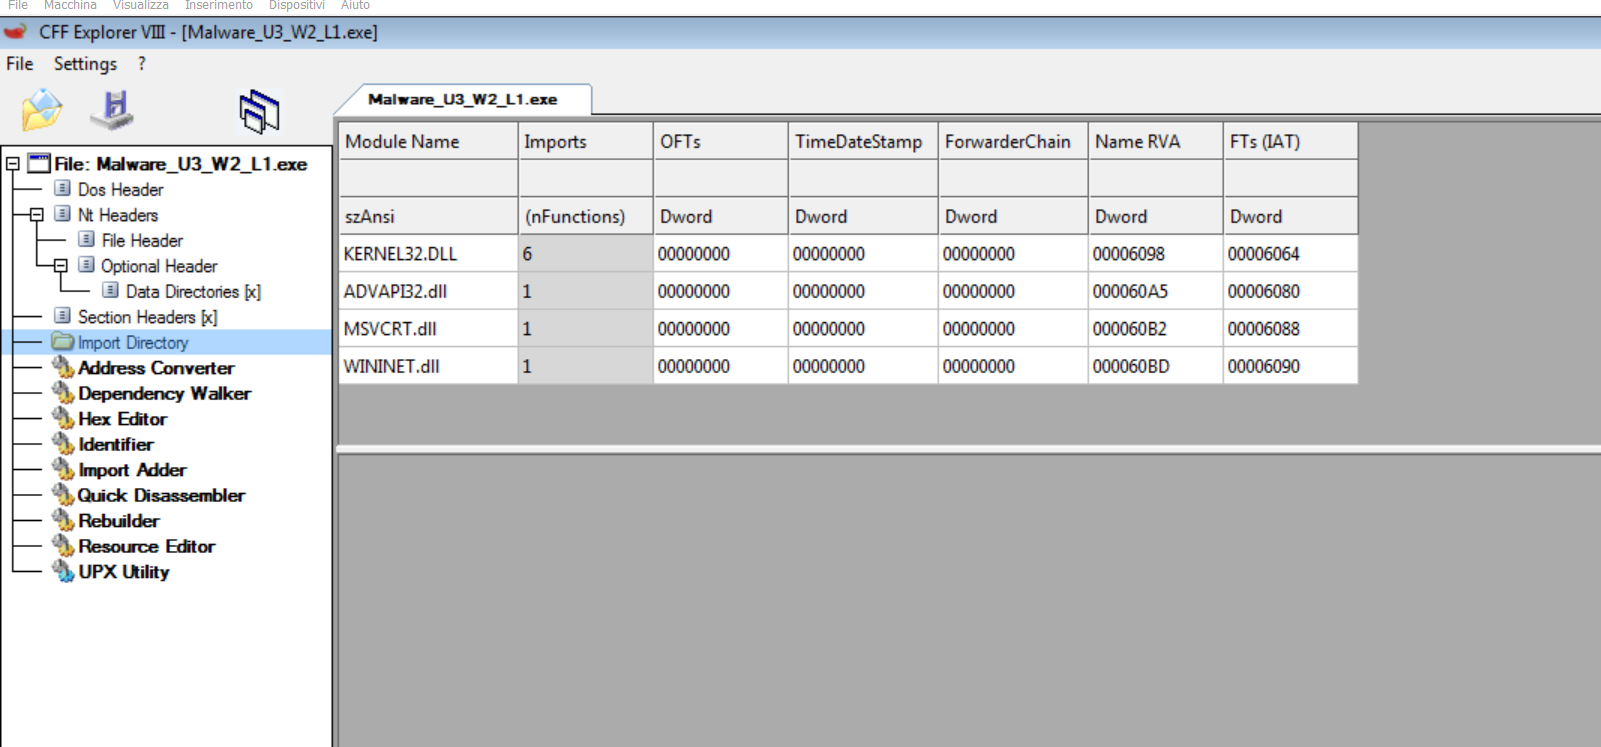 File Macchina Visualizza Inserimento Dispositivi Aiuto
CFF Explorer VIII - [Malware_U3_W2_L1.exe]
File Settings ?
Malware_U3_W2_L1.exe
File: Malware_U3_W2_L1.exe
Dos Header
Nt Headers
File Header
Optional Header
Data Directories [x]
Section Headers [x]
Import Directory
Address Converter
Dependency Walker
Hex Editor
Identifier
Import Adder
Quick Disassembler
Rebuilder
Resource Editor
UPX Utility
Module Name Imports OFTs TimeDateStamp ForwarderChain Name RVA FTs (IAT)
szAnsi (nFunctions) Dword Dword Dword Dword Dword
KERNEL32.DLL 6 00000000 00000000 00000000 00006098 00006064
ADVAPI32.dll 1 00000000 00000000 00000000 000060A5 00006080
MSVCRT.dll 1 00000000 00000000 00000000 000060B2 00006088
WININET.dll 1 00000000 00000000 00000000 000060BD 00006090